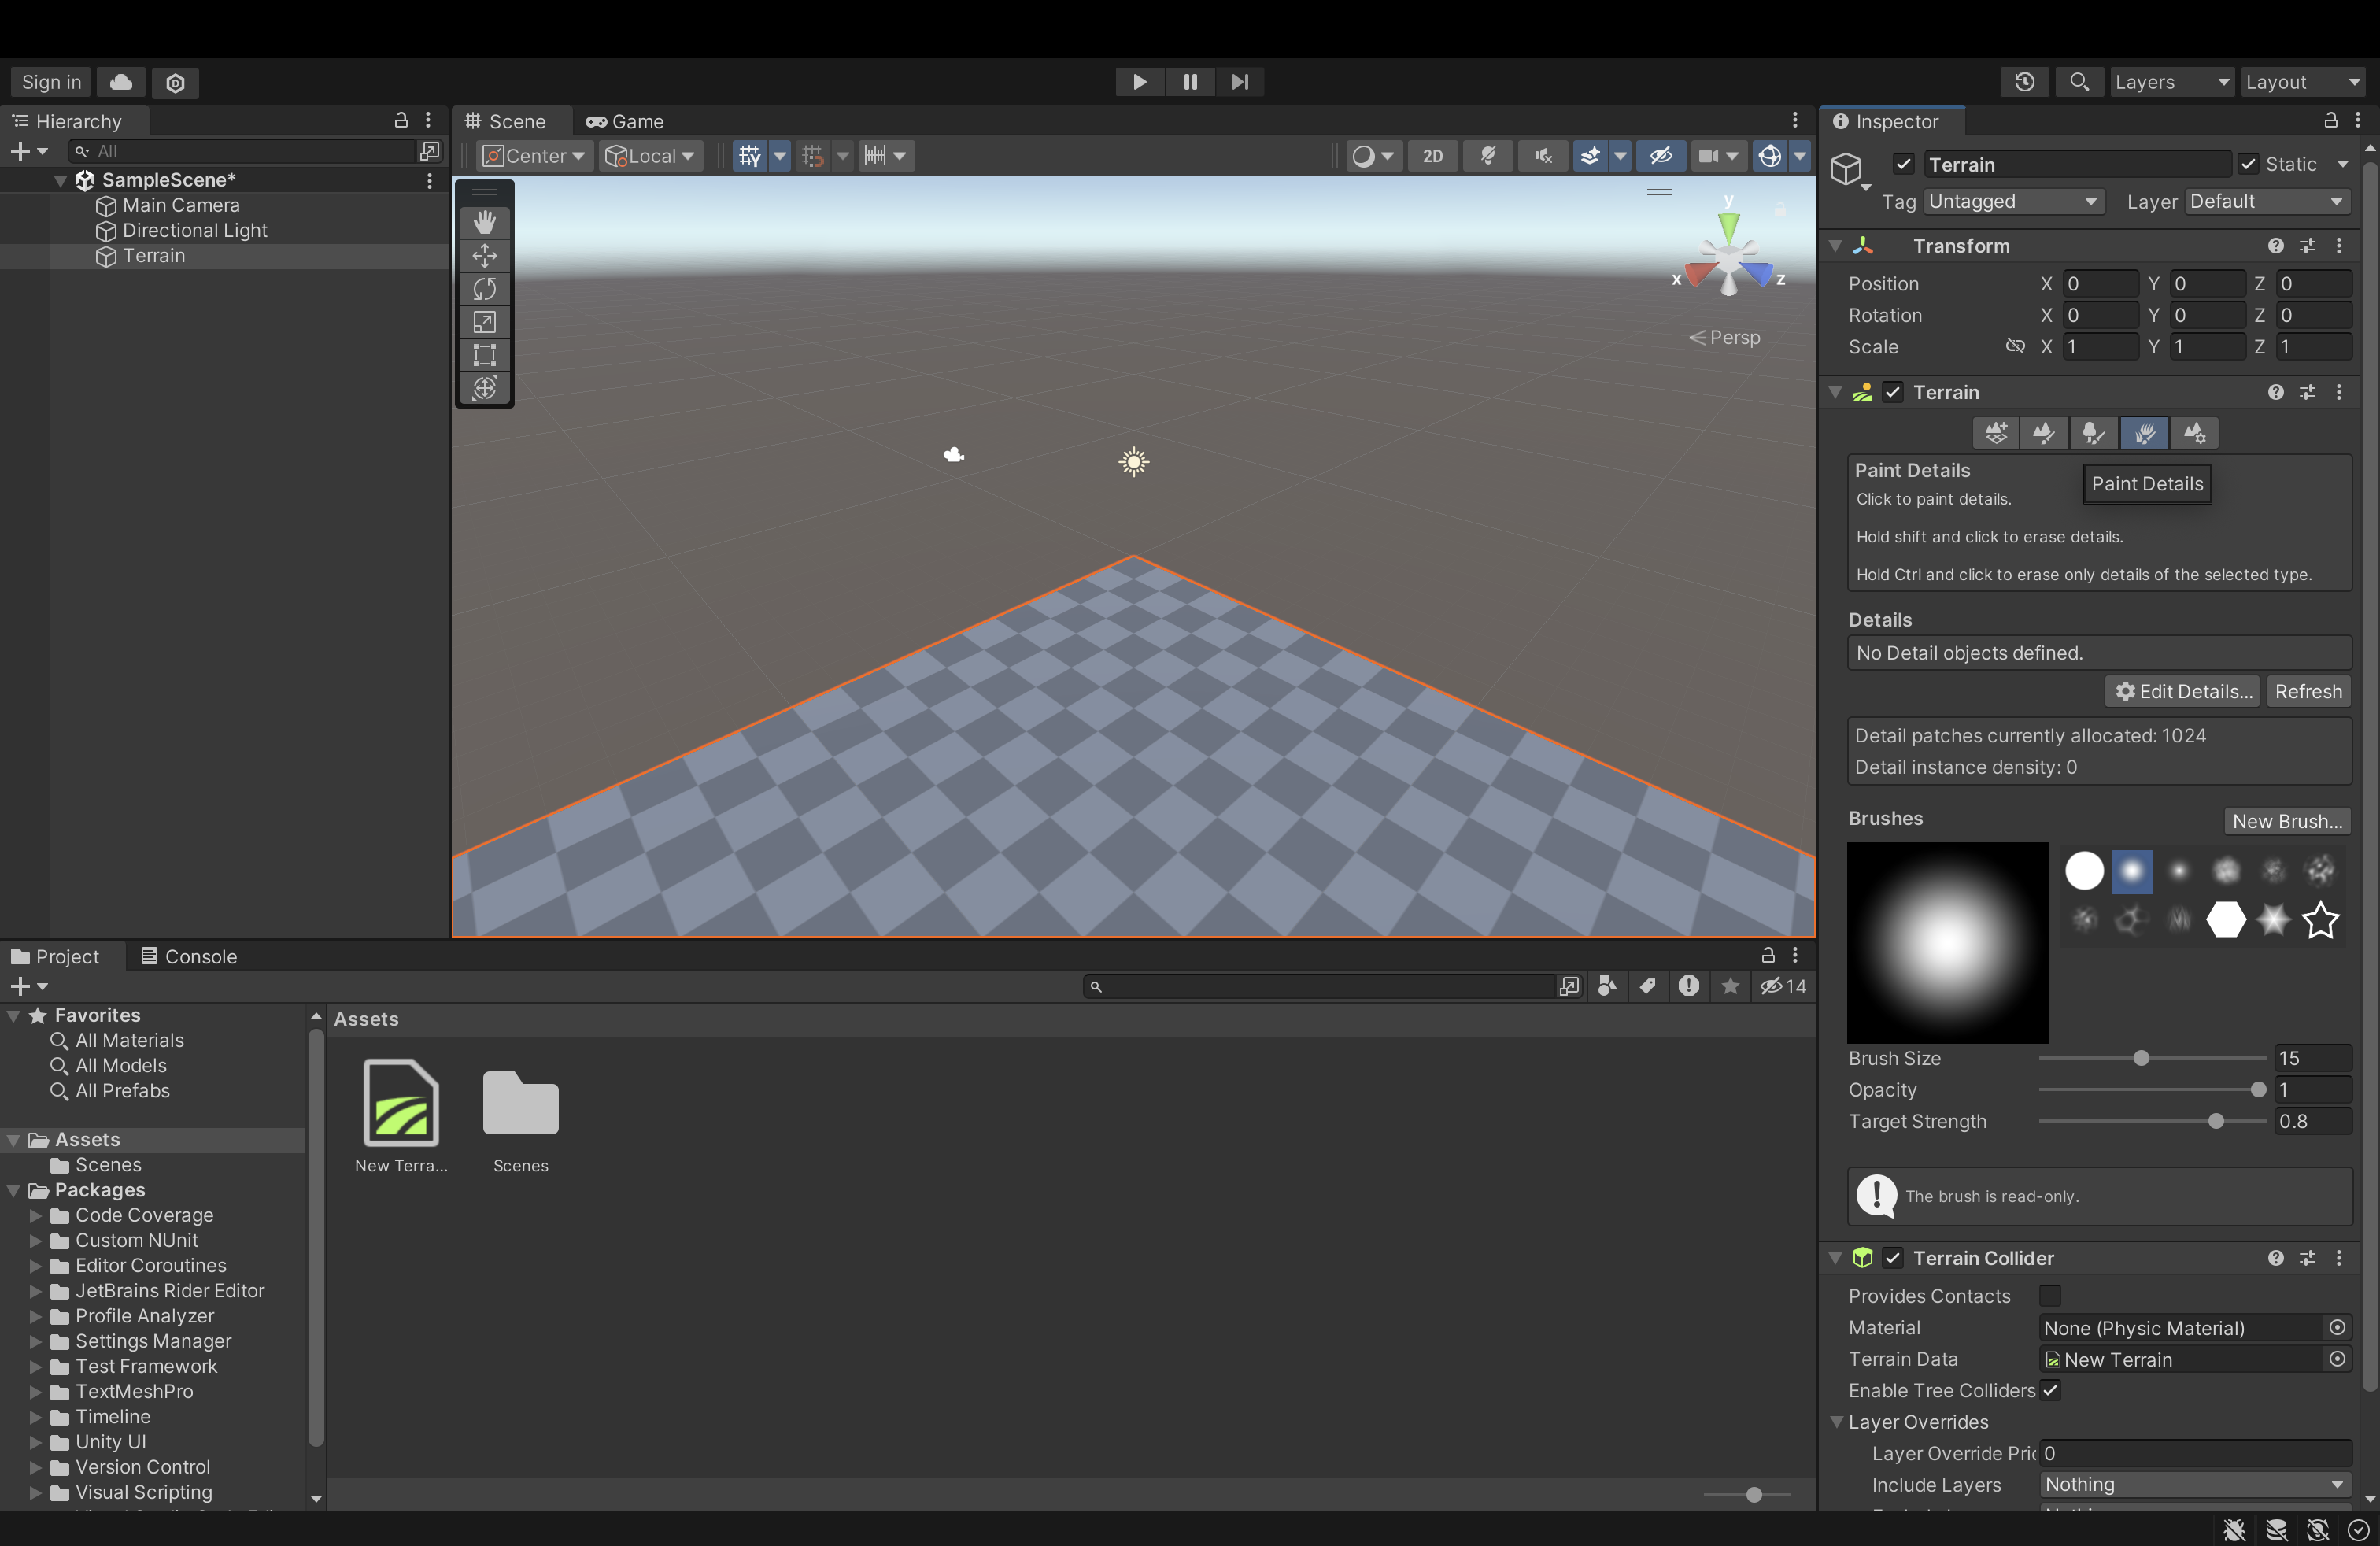 Sign in
Layers
Layout
Hierarchy
All
SampleScene*
Main Camera
Directional Light
Terrain
Scene
Game
Center
Local
2D
y
x
z
Persp
Inspector
Terrain
Static
Tag
Untagged
Layer
Default
Transform
Position X 0 Y 0 Z 0
Rotation X 0 Y 0 Z 0
Scale X 1 Y 1 Z 1
Terrain
Paint Details
Paint Details
Click to paint details.
Hold shift and click to erase details.
Hold Ctrl and click to erase only details of the selected type.
Details
No Detail objects defined.
Edit Details...
Refresh
Detail patches currently allocated: 1024
Detail instance density: 0
Brushes
New Brush...
Brush Size 15
Opacity 1
Target Strength 0.8
The brush is read-only.
Terrain Collider
Provides Contacts
Material None (Physic Material)
Terrain Data New Terrain
Enable Tree Colliders
Layer Overrides
Layer Override Pri 0
Include Layers Nothing
Project
Console
14
Favorites
All Materials
All Models
All Prefabs
Assets
Scenes
Packages
Code Coverage
Custom NUnit
Editor Coroutines
JetBrains Rider Editor
Profile Analyzer
Settings Manager
Test Framework
TextMeshPro
Timeline
Unity UI
Version Control
Visual Scripting
Assets
New Terra...
Scenes